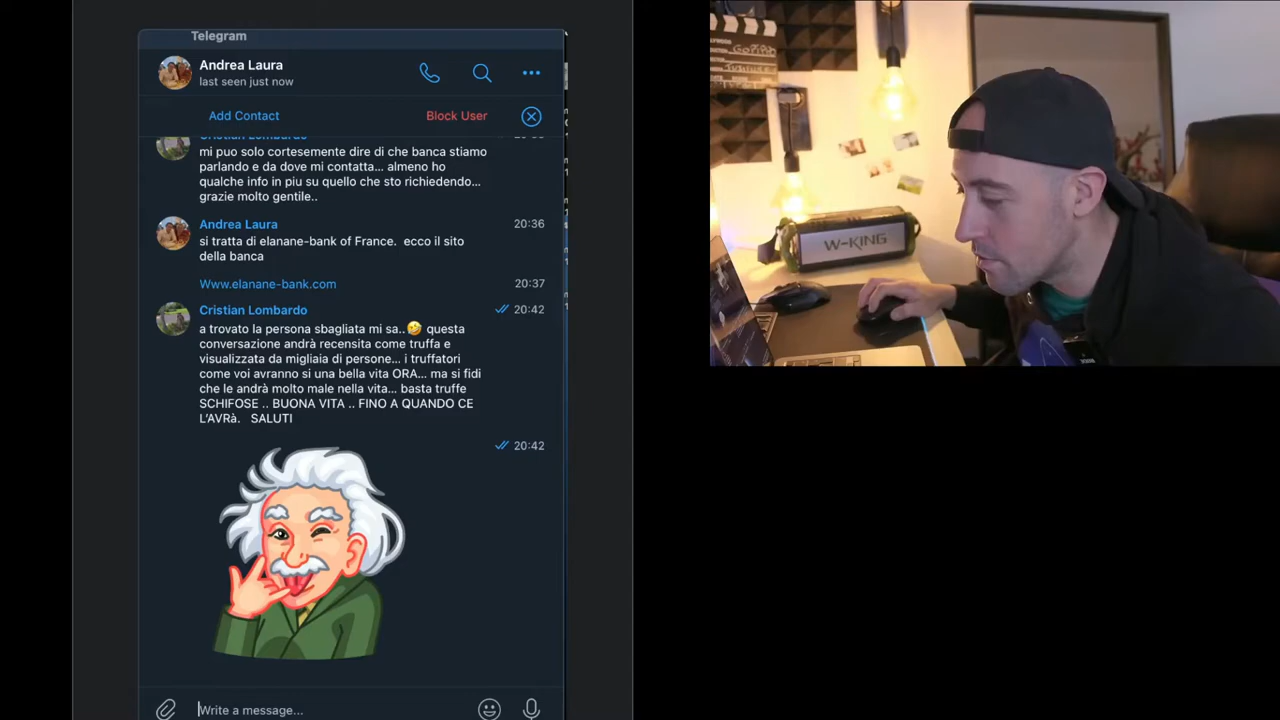 Telegram
Andrea Laura
last seen just now
Add Contact
Block User
Cristian Lombardo
mi puo solo cortesemente dire di che banca stiamo
parlando e da dove mi contatta... almeno ho
qualche info in piu su quello che sto richiedendo...
grazie molto gentile..
Andrea Laura
20:36
si tratta di elanane-bank of France. ecco il sito
della banca
Www.elanane-bank.com
20:37
Cristian Lombardo
20:42
a trovato la persona sbagliata mi sa..🤣 questa
conversazione andrà recensita come truffa e
visualizzata da migliaia di persone... i truffatori
come voi avranno si una bella vita ORA... ma si fidi
che le andrà molto male nella vita... basta truffe
SCHIFOSE .. BUONA VITA .. FINO A QUANDO CE
L'AVRà. SALUTI
20:42
Write a message...
W-KING